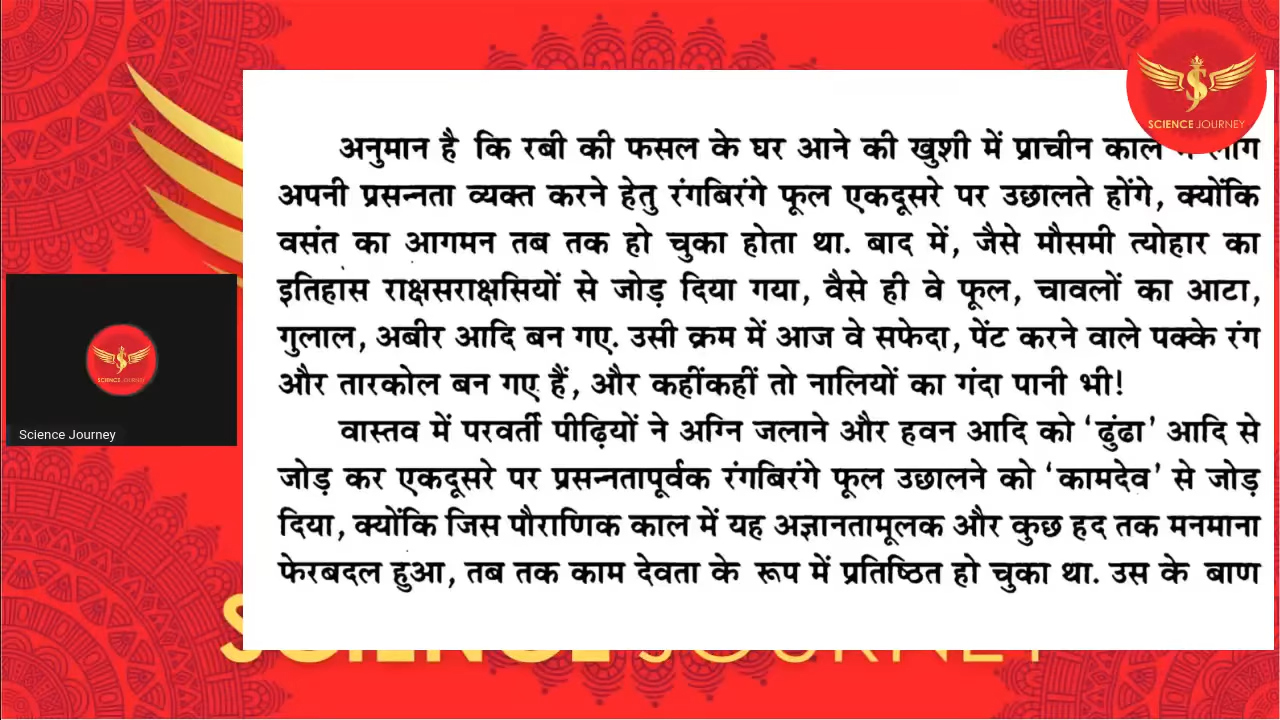 SCIENCE JOURNEY
अनुमान है कि रबी की फसल के घर आने की खुशी में प्राचीन काल में लोग
अपनी प्रसन्नता व्यक्त करने हेतु रंगबिरंगे फूल एकदूसरे पर उछालते होंगे, क्योंकि
वसंत का आगमन तब तक हो चुका होता था. बाद में, जैसे मौसमी त्योहार का
इतिहास राक्षसराक्षसियों से जोड़ दिया गया, वैसे ही वे फूल, चावलों का आटा,
गुलाल, अबीर आदि बन गए. उसी क्रम में आज वे सफेदा, पेंट करने वाले पक्के रंग
और तारकोल बन गए हैं, और कहींकहीं तो नालियों का गंदा पानी भी!
वास्तव में परवर्ती पीढ़ियों ने अग्नि जलाने और हवन आदि को ‘ढुंढा’ आदि से
जोड़ कर एकदूसरे पर प्रसन्नतापूर्वक रंगबिरंगे फूल उछालने को ‘कामदेव’ से जोड़
दिया, क्योंकि जिस पौराणिक काल में यह अज्ञानतामूलक और कुछ हद तक मनमाना
फेरबदल हुआ, तब तक काम देवता के रूप में प्रतिष्ठित हो चुका था. उस के बाण
SCIENCE JOURNEY
Science Journey
SCIENCE JOURNEY